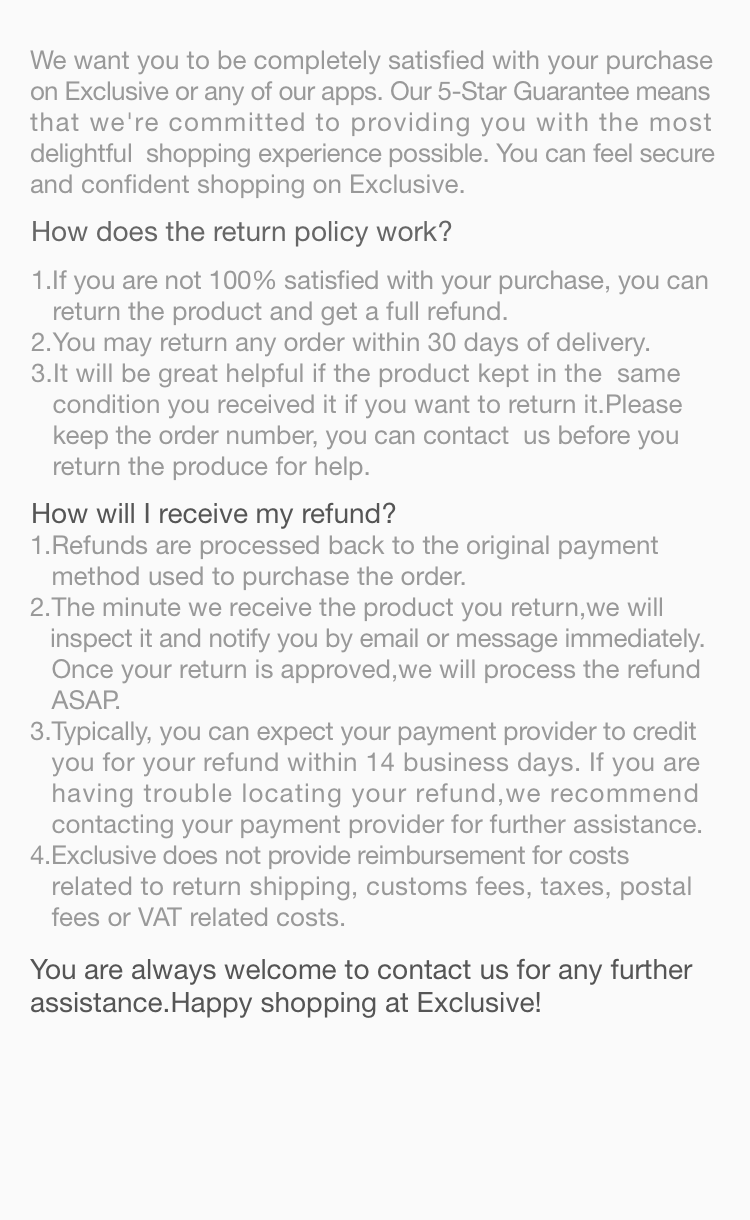 We want you to be completely satisfied with your purchase
on Exclusive or any of our apps. Our 5-Star Guarantee means
that we're committed to providing you with the most
delightful  shopping experience possible. You can feel secure
and confident shopping on Exclusive.
How does the return policy work?
1.If you are not 100% satisfied with your purchase, you can
return the product and get a full refund.
2.You may return any order within 30 days of delivery.
3.It will be great helpful if the product kept in the  same
condition you received it if you want to return it.Please
keep the order number, you can contact  us before you
return the produce for help.
How will I receive my refund?
1.Refunds are processed back to the original payment
method used to purchase the order.
2.The minute we receive the product you return,we will
inspect it and notify you by email or message immediately.
Once your return is approved,we will process the refund
ASAP.
3.Typically, you can expect your payment provider to credit
you for your refund within 14 business days. If you are
having trouble locating your refund,we recommend
contacting your payment provider for further assistance.
4.Exclusive does not provide reimbursement for costs
related to return shipping, customs fees, taxes, postal
fees or VAT related costs.
You are always welcome to contact us for any further
assistance.Happy shopping at Exclusive!